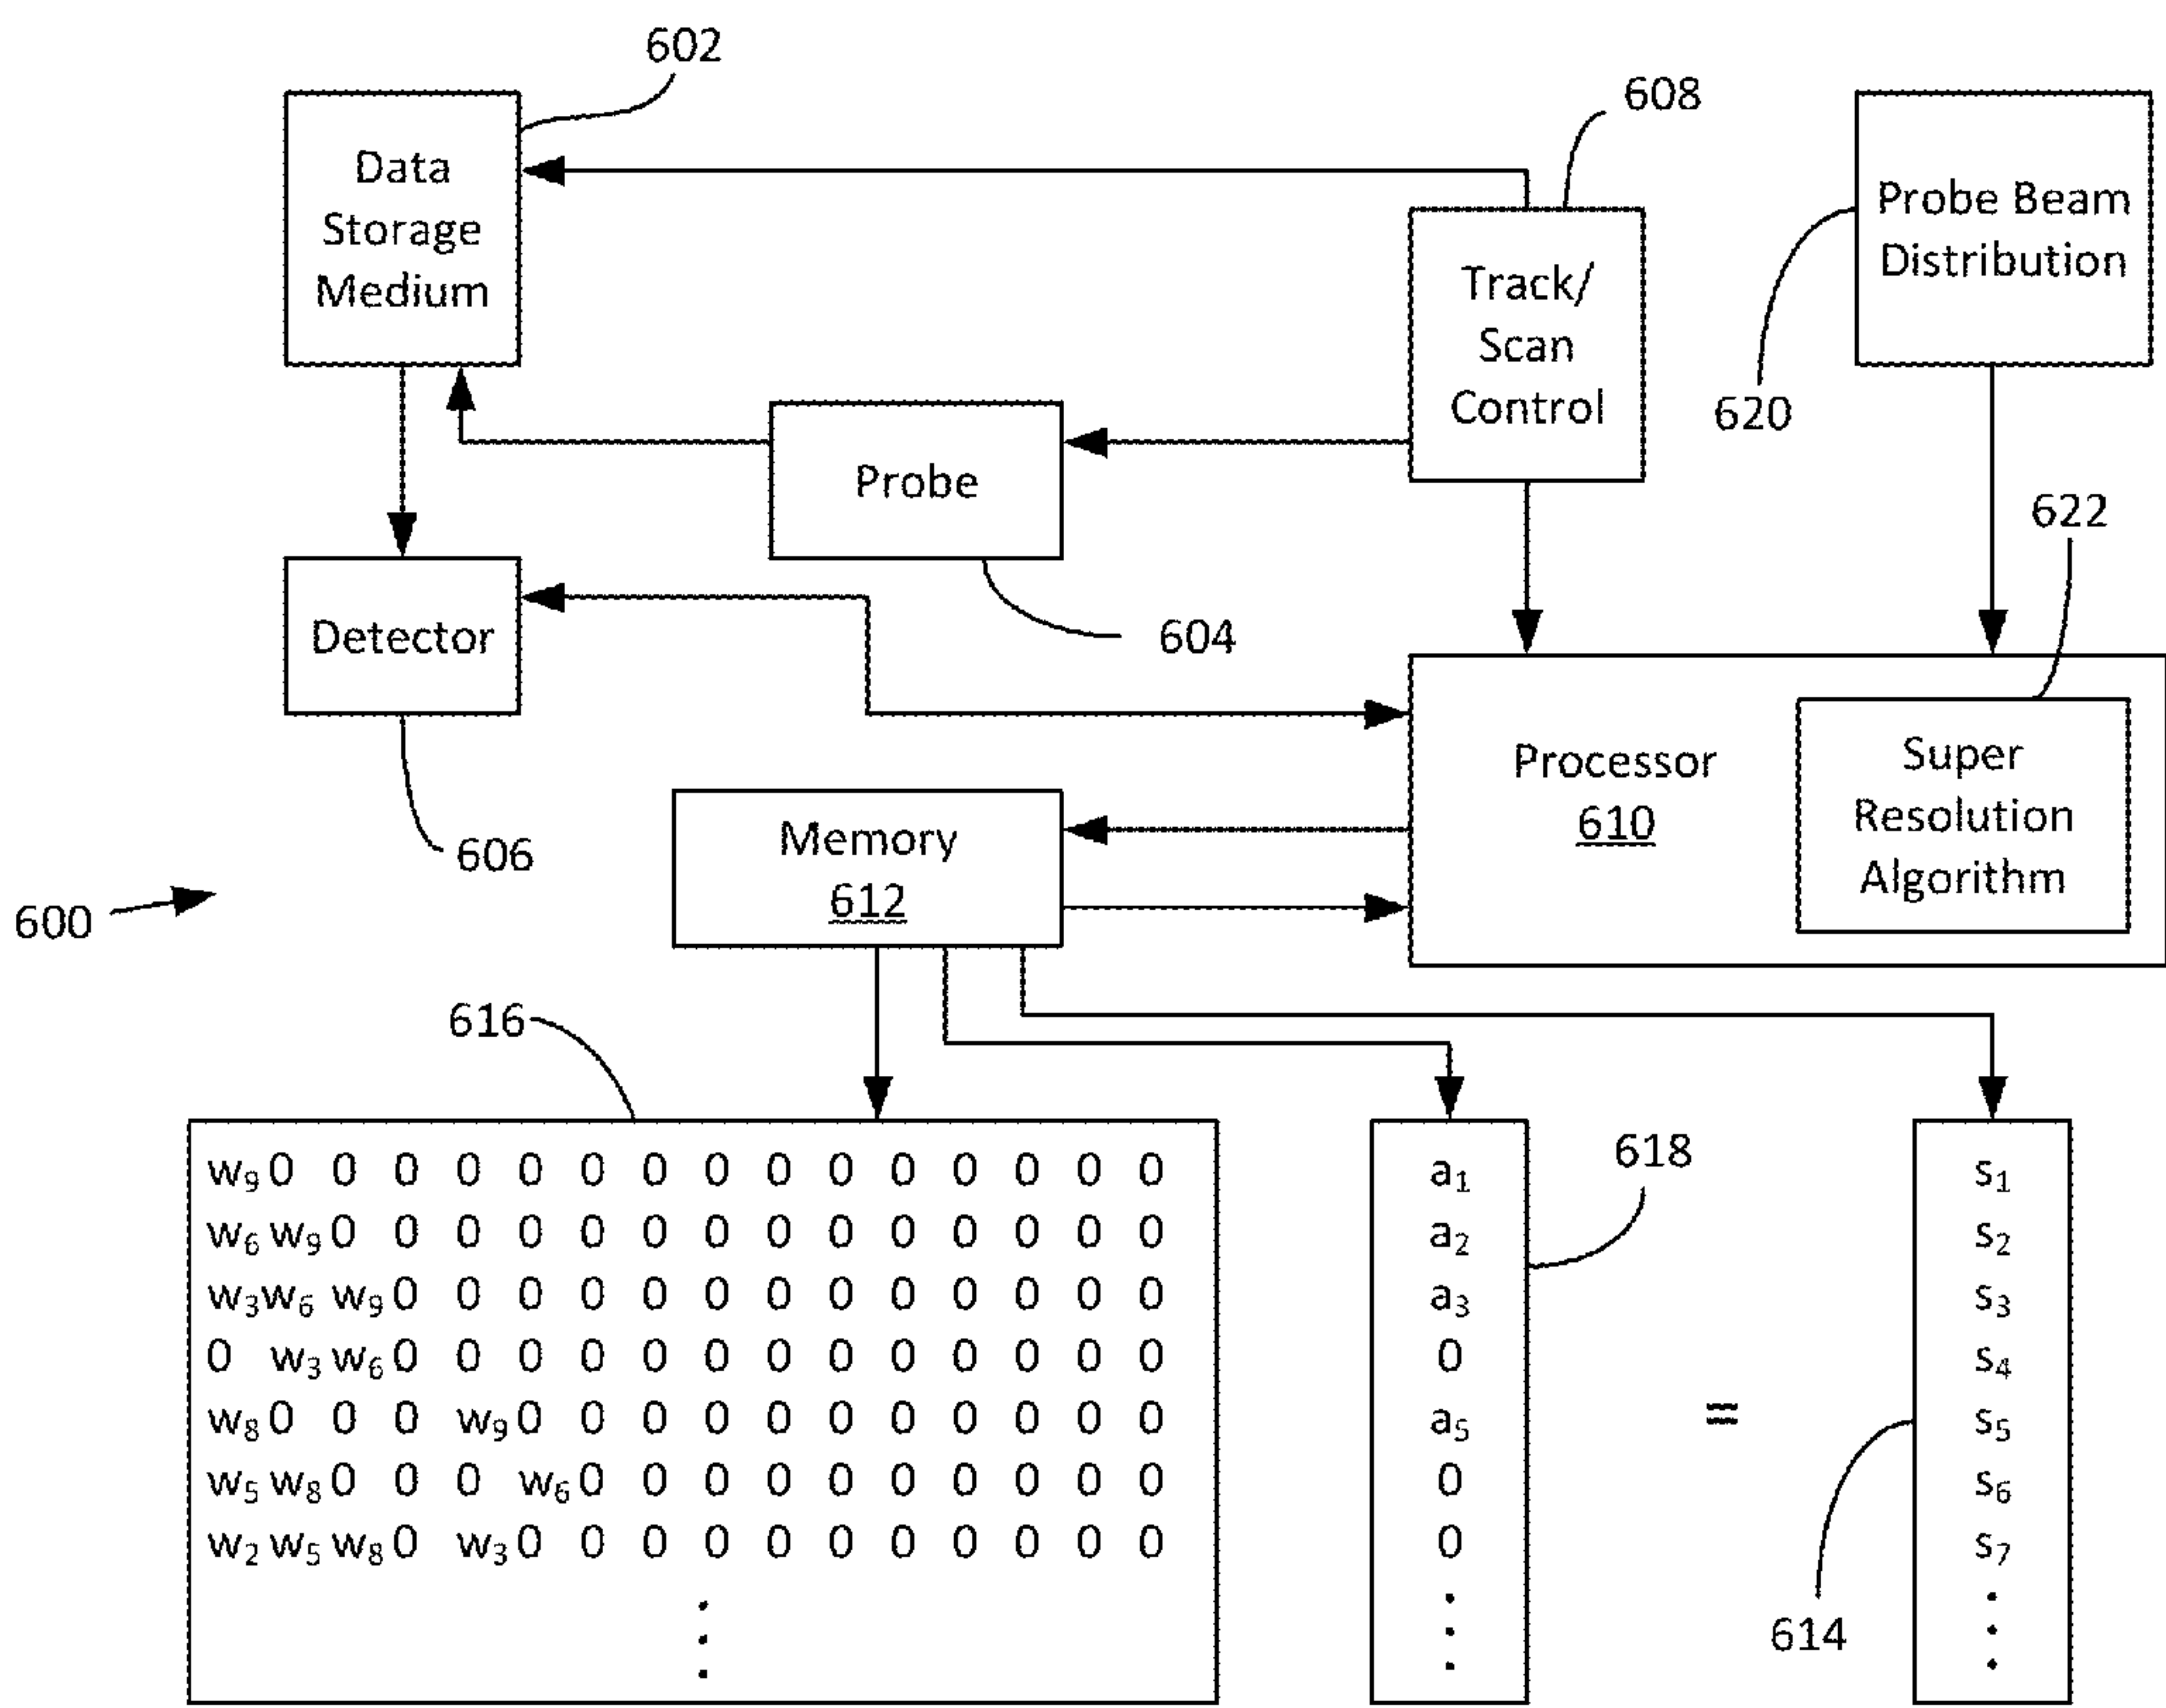 602
608
Data
Storage
Medium
Probe Beam
Distribution
Track/
Scan
Control
620
Probe
622
Detector
604
Processor
610
Super
Resolution
Algorithm
Memory
612
606
600
616
618
614
w₉ 0 0 0 0 0 0 0 0 0 0 0 0 0 0 0
w₆ w₉ 0 0 0 0 0 0 0 0 0 0 0 0 0 0
w₃ w₆ w₉ 0 0 0 0 0 0 0 0 0 0 0 0 0
0 w₃ w₆ 0 0 0 0 0 0 0 0 0 0 0 0 0
w₈ 0 0 0 w₉ 0 0 0 0 0 0 0 0 0 0 0
w₅ w₈ 0 0 0 w₆ 0 0 0 0 0 0 0 0 0 0
w₂ w₅ w₈ 0 w₃ 0 0 0 0 0 0 0 0 0 0 0
a₁
a₂
a₃
0
a₅
0
0
=
s₁
s₂
s₃
s₄
s₅
s₆
s₇